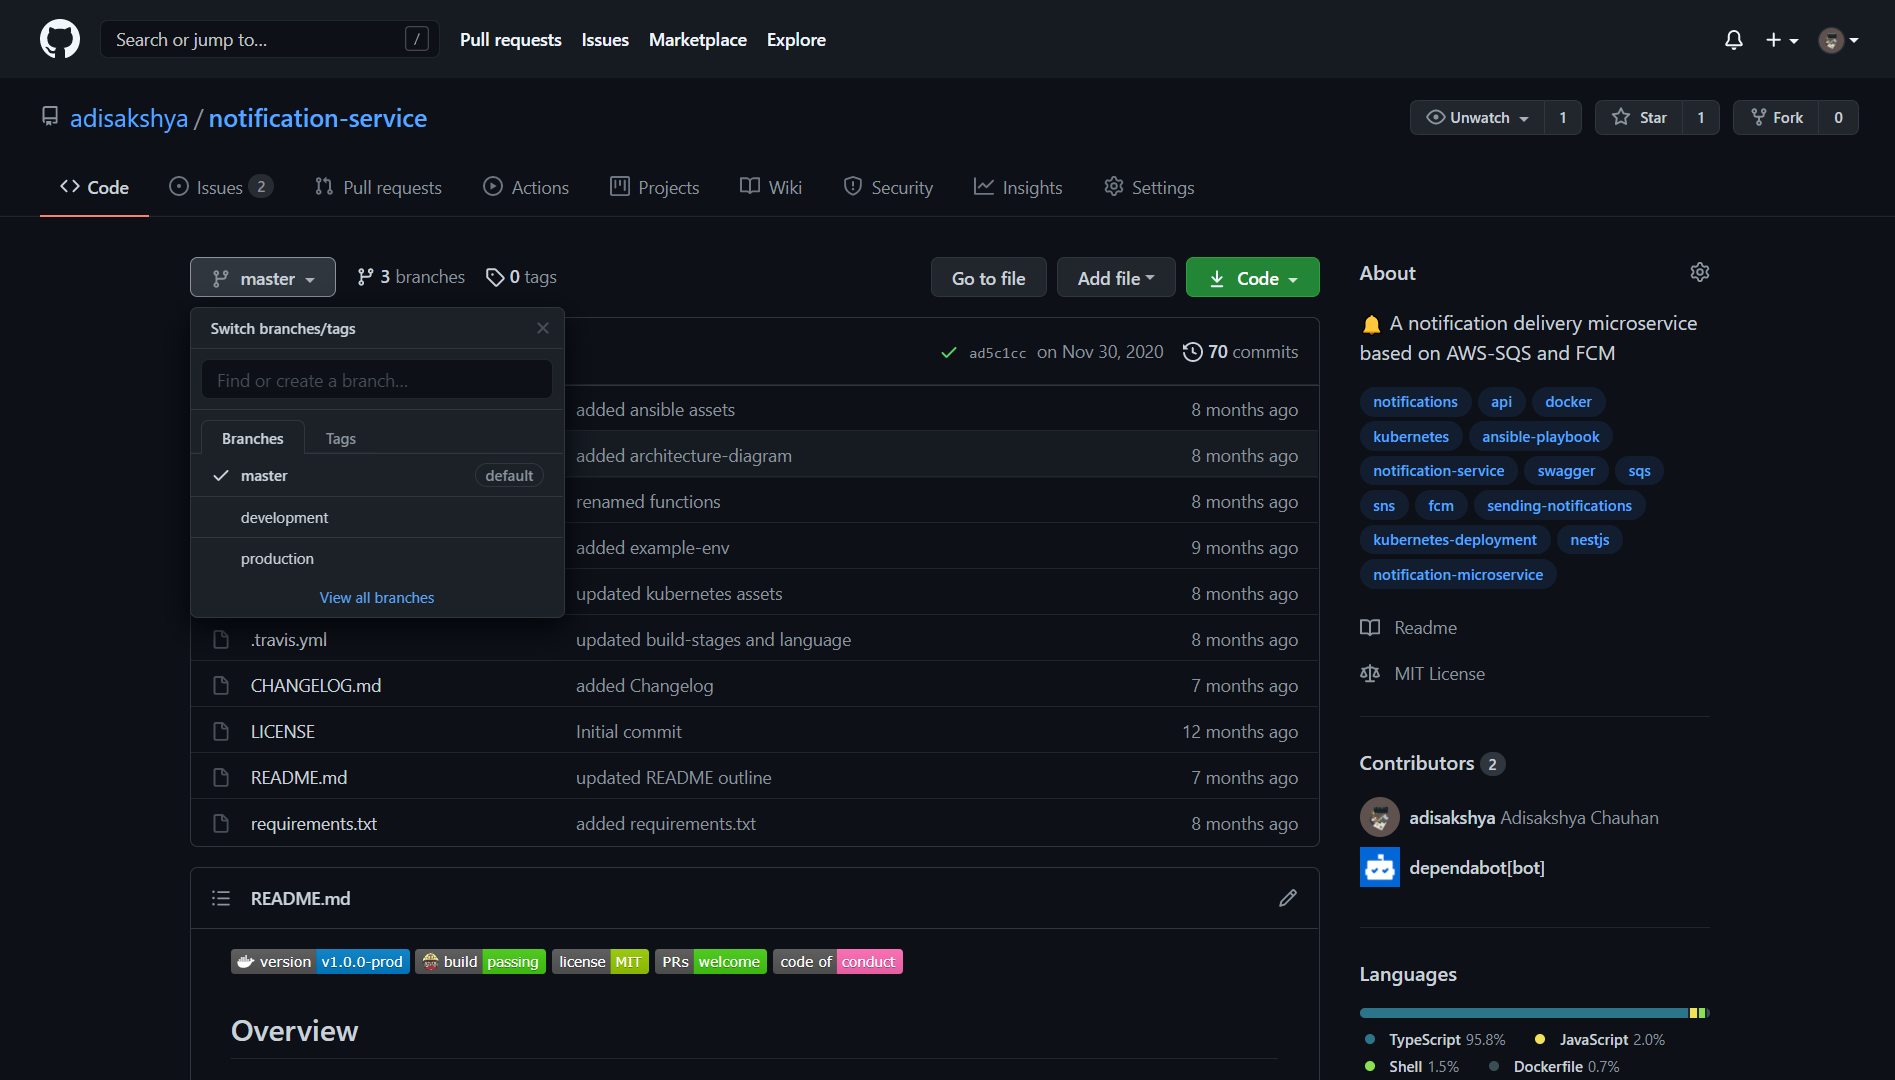 Search or jump to... /
Pull requests Issues Marketplace Explore
adisakshya / notification-service
Unwatch 1 Star 1 Fork 0
Code Issues 2 Pull requests Actions Projects Wiki Security Insights Settings
master 3 branches 0 tags
Go to file Add file Code
Switch branches/tags
Find or create a branch...
Branches Tags
master default
development
production
View all branches
ad5c1cc on Nov 30, 2020 70 commits
added ansible assets 8 months ago
added architecture-diagram 8 months ago
renamed functions 8 months ago
added example-env 9 months ago
updated kubernetes assets 8 months ago
.travis.yml updated build-stages and language 8 months ago
CHANGELOG.md added Changelog 7 months ago
LICENSE Initial commit 12 months ago
README.md updated README outline 7 months ago
requirements.txt added requirements.txt 8 months ago
README.md
version v1.0.0-prod build passing license MIT PRs welcome code of conduct
Overview
About
A notification delivery microservice
based on AWS-SQS and FCM
notifications api docker
kubernetes ansible-playbook
notification-service swagger sqs
sns fcm sending-notifications
kubernetes-deployment nestjs
notification-microservice
Readme
MIT License
Contributors 2
adisakshya Adisakshya Chauhan
dependabot[bot]
Languages
TypeScript 95.8% JavaScript 2.0%
Shell 1.5% Dockerfile 0.7%